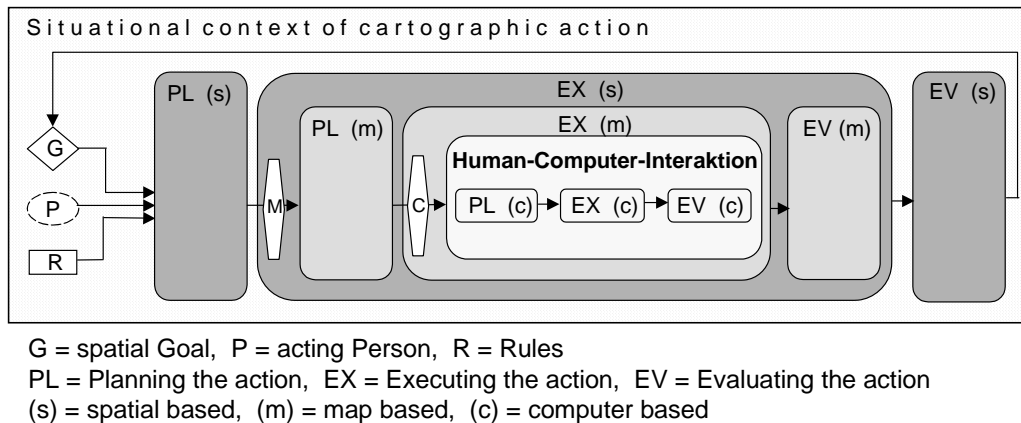 Situational context of cartographic action
PL (s)
EX (s)
EV (s)
PL (m)
EX (m)
EV (m)
Human-Computer-Interaktion
G
P
R
M
C
PL (c)
EX (c)
EV (c)
G = spatial Goal, P = acting Person, R = Rules
PL = Planning the action, EX = Executing the action, EV = Evaluating the action
(s) = spatial based, (m) = map based, (c) = computer based